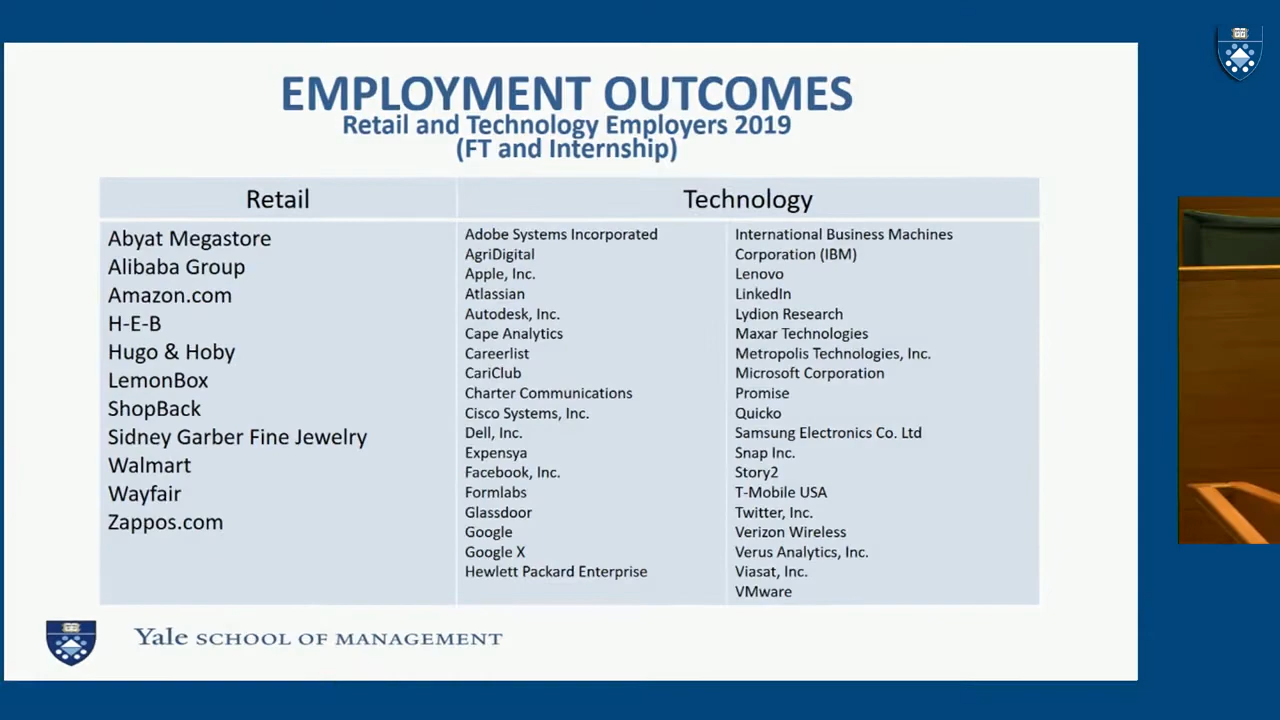 EMPLOYMENT OUTCOMES
Retail and Technology Employers 2019
(FT and Internship)
Retail
Technology
Abyat Megastore
Alibaba Group
Amazon.com
H-E-B
Hugo & Hoby
LemonBox
ShopBack
Sidney Garber Fine Jewelry
Walmart
Wayfair
Zappos.com
Adobe Systems Incorporated
AgriDigital
Apple, Inc.
Atlassian
Autodesk, Inc.
Cape Analytics
Careerlist
CariClub
Charter Communications
Cisco Systems, Inc.
Dell, Inc.
Expensya
Facebook, Inc.
Formlabs
Glassdoor
Google
Google X
Hewlett Packard Enterprise
International Business Machines
Corporation (IBM)
Lenovo
LinkedIn
Lydion Research
Maxar Technologies
Metropolis Technologies, Inc.
Microsoft Corporation
Promise
Quicko
Samsung Electronics Co. Ltd
Snap Inc.
Story2
T-Mobile USA
Twitter, Inc.
Verizon Wireless
Verus Analytics, Inc.
Viasat, Inc.
VMware
Yale SCHOOL OF MANAGEMENT